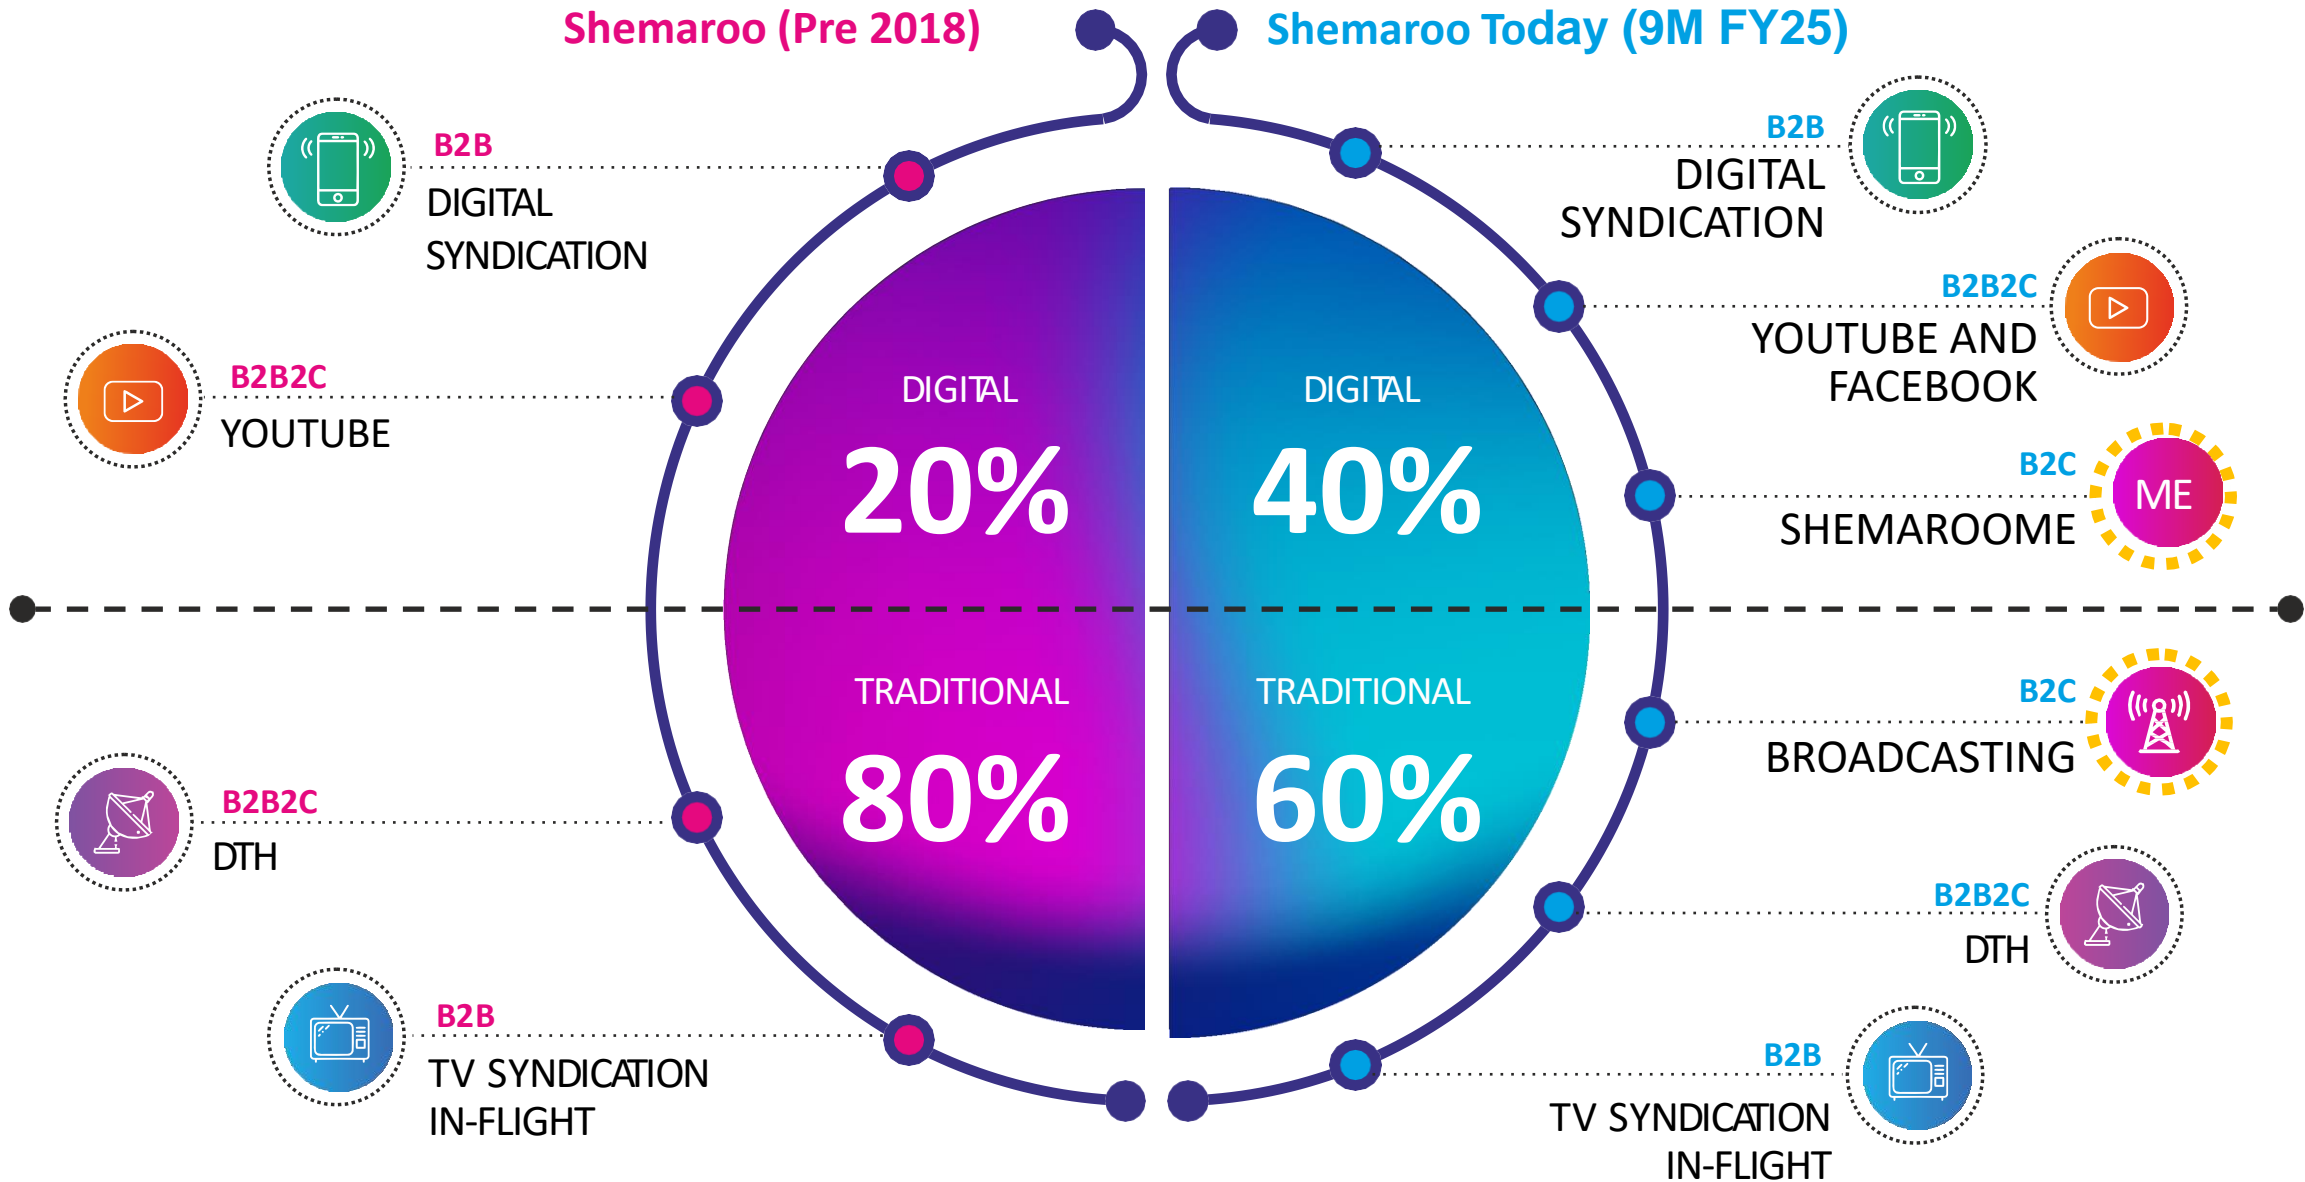 Shemaroo (Pre 2018)
B2B
DIGITAL
SYNDICATION
B2B2C
YOUTUBE
DIGITAL
20%
TRADITIONAL
80%
B2B2C
DTH
B2B
TV SYNDICATION
IN-FLIGHT
Shemaroo Today (9M FY25)
B2B
DIGITAL
SYNDICATION
B2B2C
YOUTUBE AND
FACEBOOK
B2C
SHEMAROOME
ME
DIGITAL
40%
TRADITIONAL
60%
B2C
BROADCASTING
B2B2C
DTH
B2B
TV SYNDICATION
IN-FLIGHT